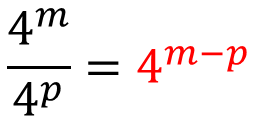 4^m / 4^p = 4^{m−p}